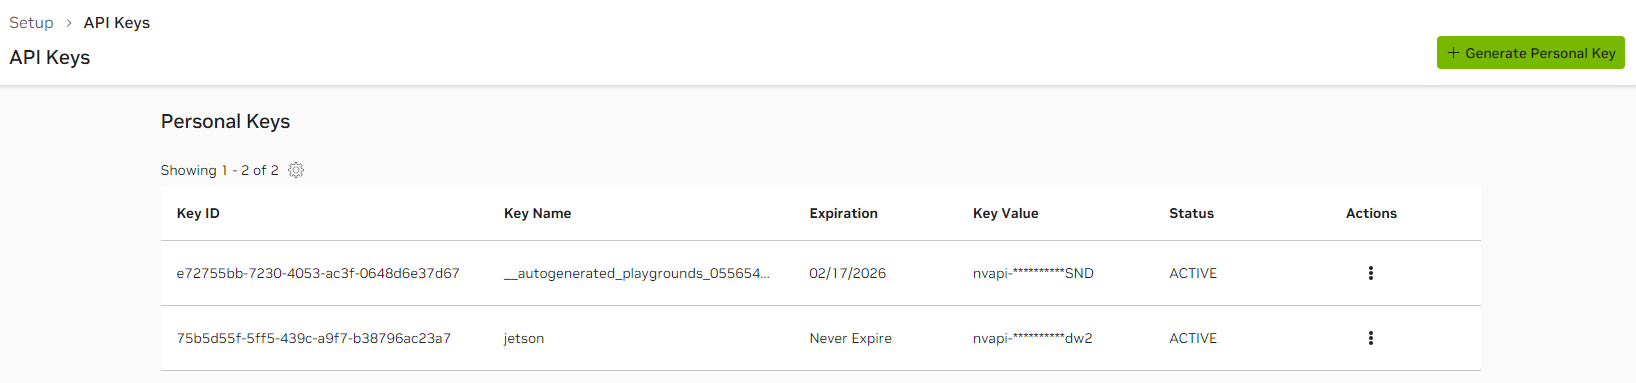 Setup > API Keys
API Keys
+ Generate Personal Key
Personal Keys
Showing 1 - 2 of 2
Key ID Key Name Expiration Key Value Status Actions
e72755bb-7230-4053-ac3f-0648d6e37d67 __autogenerated_playgrounds_055654... 02/17/2026 nvapi-**********SND ACTIVE
75b5d55f-5ff5-439c-a9f7-b38796ac23a7 jetson Never Expire nvapi-**********dw2 ACTIVE